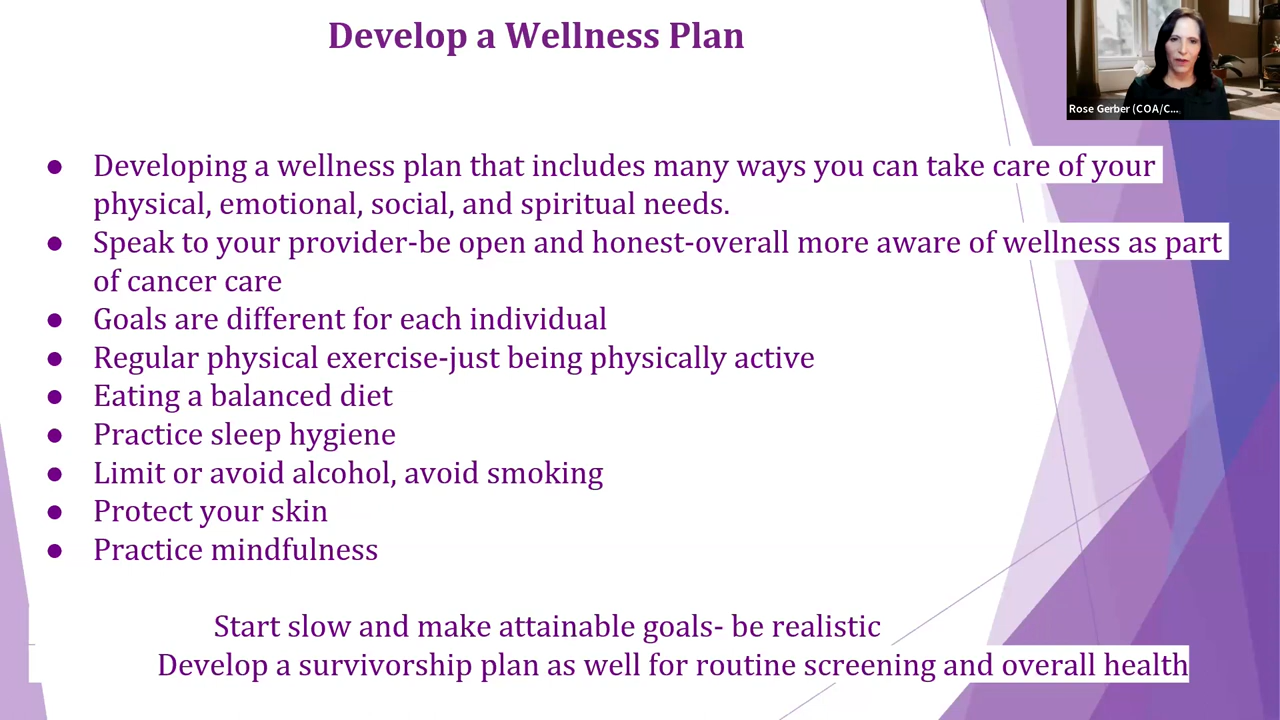 Develop a Wellness Plan
Rose Gerber (COA/C...
● Developing a wellness plan that includes many ways you can take care of your
physical, emotional, social, and spiritual needs.
● Speak to your provider-be open and honest-overall more aware of wellness as part
of cancer care
● Goals are different for each individual
● Regular physical exercise-just being physically active
● Eating a balanced diet
● Practice sleep hygiene
● Limit or avoid alcohol, avoid smoking
● Protect your skin
● Practice mindfulness
Start slow and make attainable goals- be realistic
Develop a survivorship plan as well for routine screening and overall health